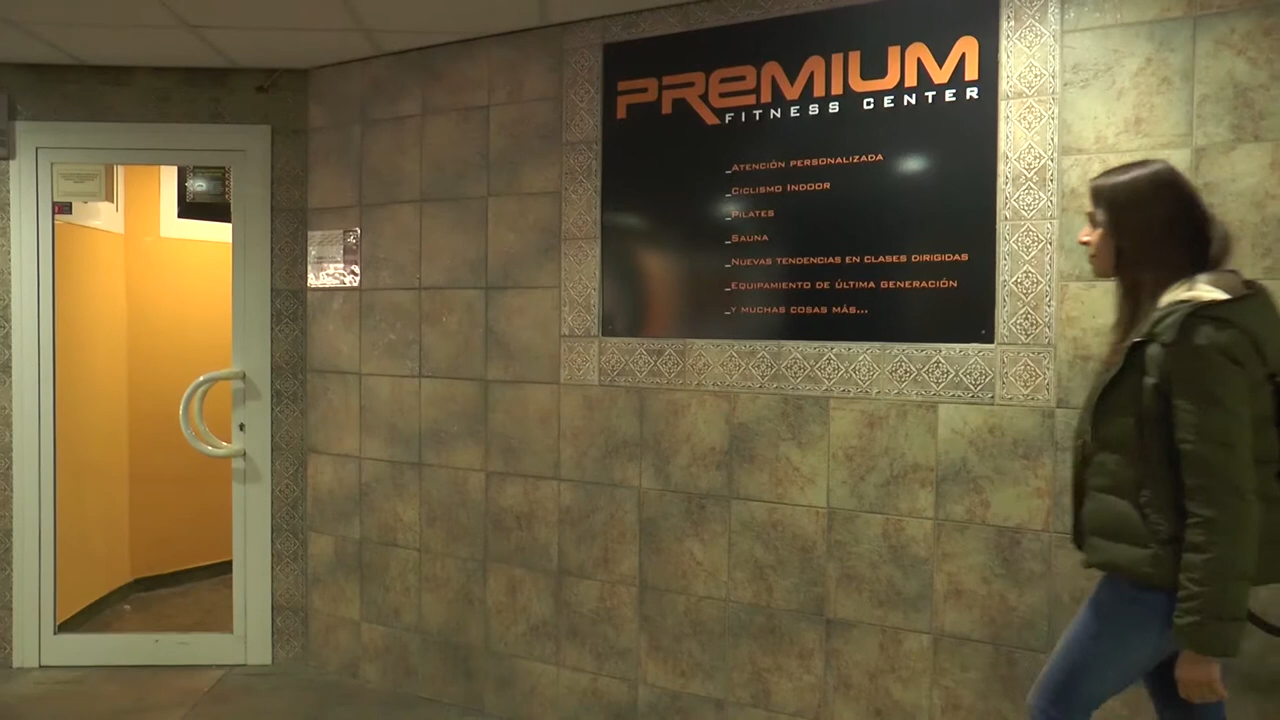 PREMIUM
FITNESS CENTER
_ATENCIÓN PERSONALIZADA
_CICLISMO INDOOR
_PILATES
_SAUNA
_NUEVAS TENDENCIAS EN CLASES DIRIGIDAS
_EQUIPAMIENTO DE ÚLTIMA GENERACIÓN
_Y MUCHAS COSAS MÁS...